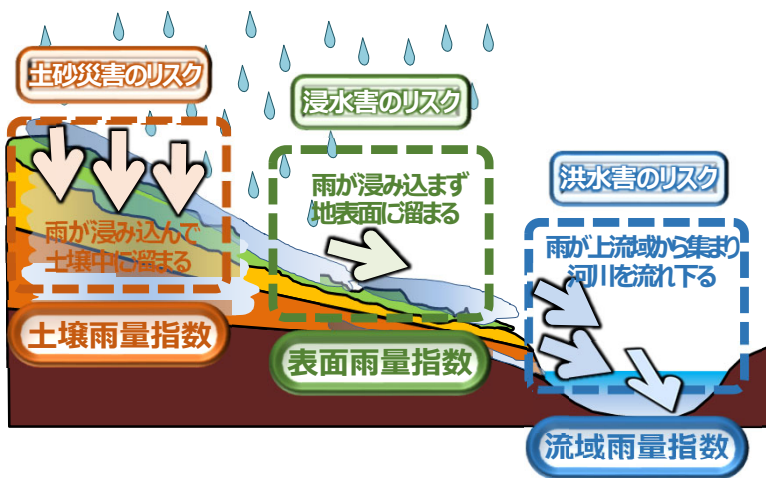 土砂災害のリスク
雨が浸み込んで
土壌中に留まる
土壌雨量指数
浸水害のリスク
雨が浸み込まず
地表面に留まる
表面雨量指数
洪水害のリスク
雨が上流域から集まり
河川を流れ下る
流域雨量指数